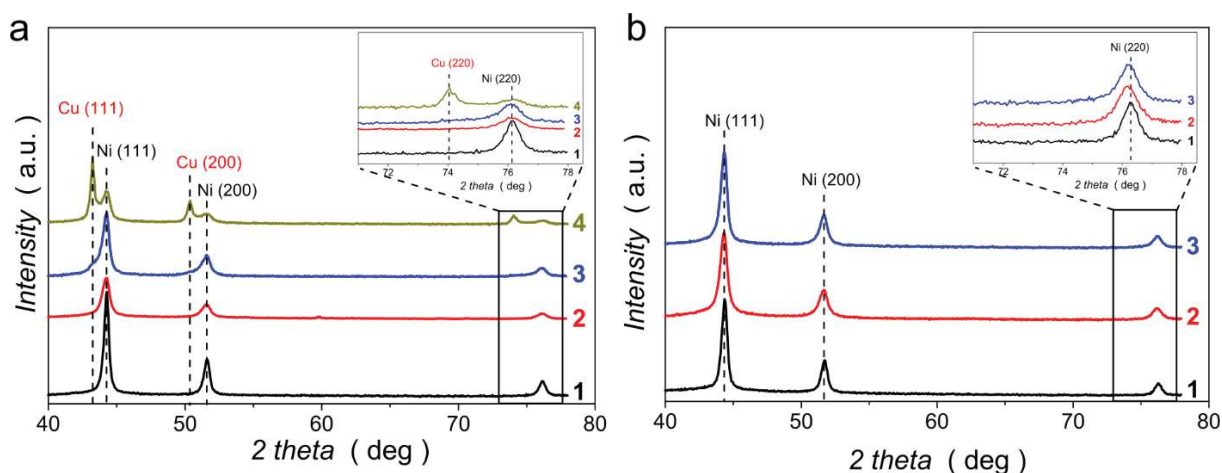 a
Cu (111)
Ni (111)
Cu (200)
Ni (200)
Cu (220)
Ni (220)
4
3
2
1
72 74 76 78
2 theta ( deg )
4
3
2
1
Intensity ( a.u. )
40 50 60 70 80
2 theta ( deg )
b
Ni (111)
Ni (200)
Ni (220)
3
2
1
72 74 76 78
2 theta ( deg )
3
2
1
Intensity ( a.u. )
40 50 60 70 80
2 theta ( deg )